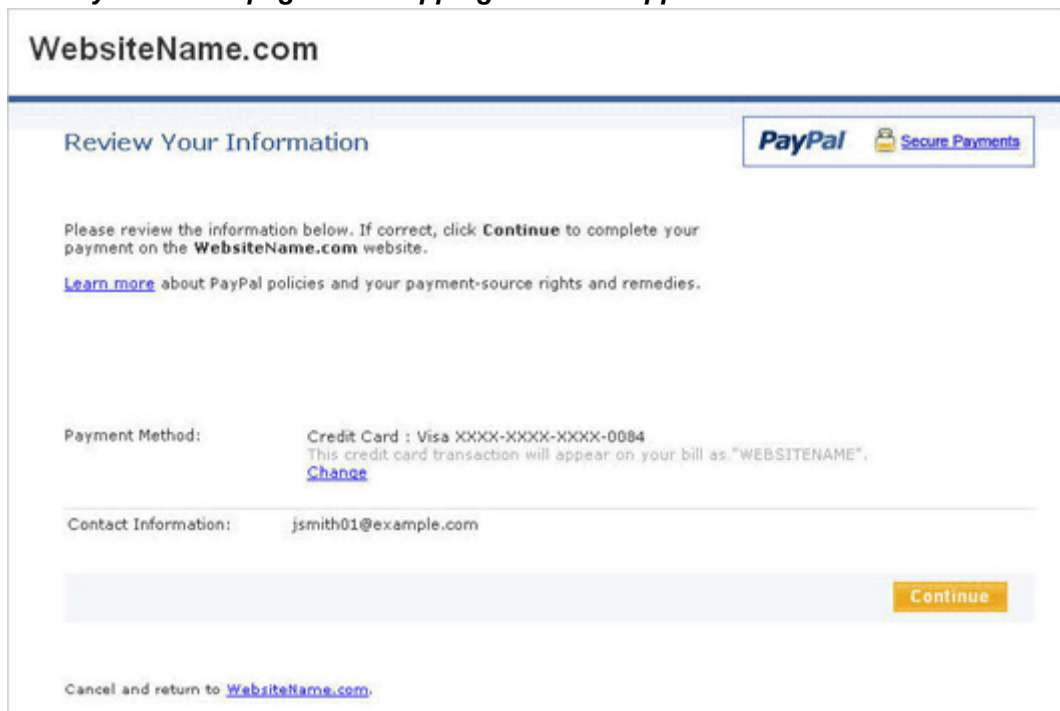 WebsiteName.com
Review Your Information
PayPal Secure Payments
Please review the information below. If correct, click Continue to complete your
payment on the WebsiteName.com website.
Learn more about PayPal policies and your payment-source rights and remedies.
Payment Method: Credit Card : Visa XXXX-XXXX-XXXX-0084
This credit card transaction will appear on your bill as "WEBSITENAME".
Change
Contact Information: jsmith01@example.com
Continue
Cancel and return to WebsiteName.com.